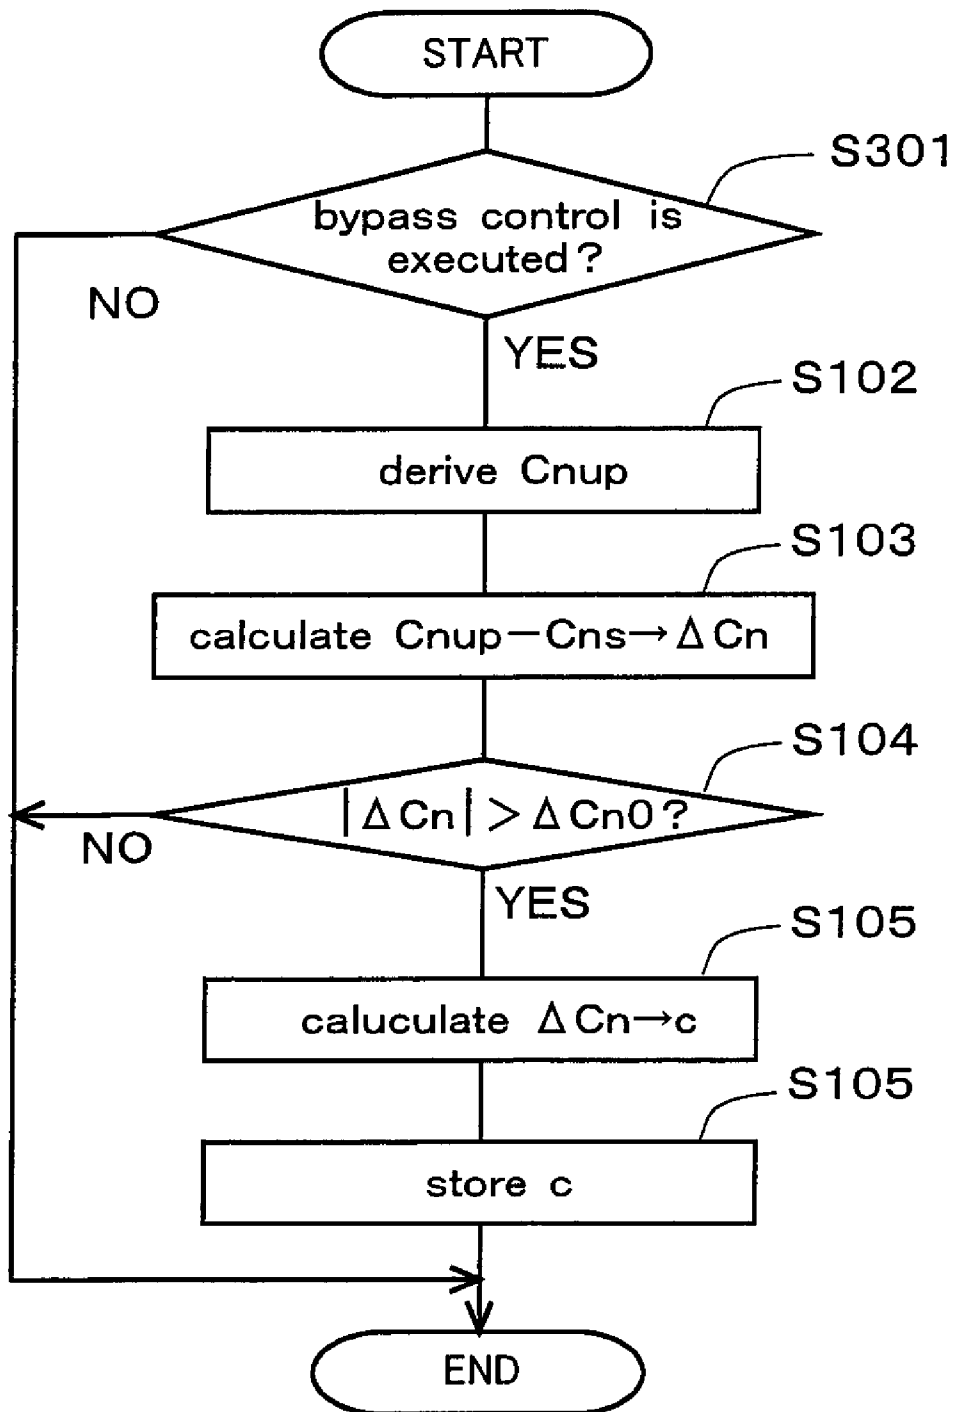 START
S301
bypass control is
executed?
NO
YES
S102
derive Cnup
S103
calculate Cnup−Cns→ΔCn
S104
|ΔCn|>ΔCn0?
NO
YES
S105
caluculate ΔCn→c
S105
store c
END